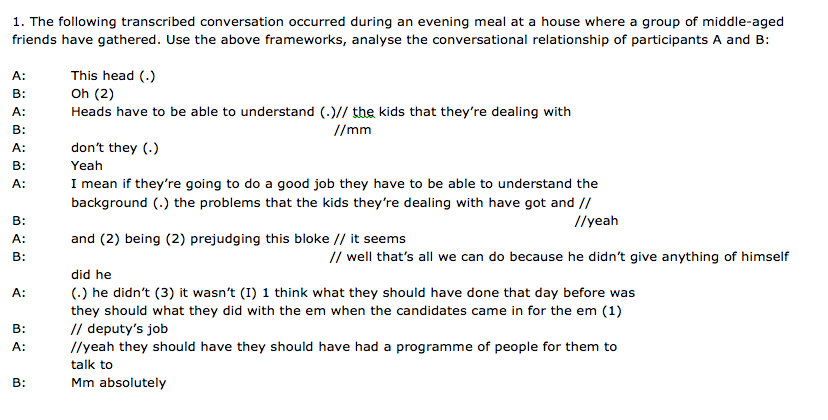 1. The following transcribed conversation occurred during an evening meal at a house where a group of middle-aged
friends have gathered. Use the above frameworks, analyse the conversational relationship of participants A and B:
A: This head (.)
B: Oh (2)
A: Heads have to be able to understand (.)// the kids that they're dealing with
B: //mm
A: don't they (.)
B: Yeah
A: I mean if they're going to do a good job they have to be able to understand the
background (.) the problems that the kids they're dealing with have got and //
B: //yeah
A: and (2) being (2) prejudging this bloke // it seems
B: // well that's all we can do because he didn't give anything of himself
did he
A: (.) he didn't (3) it wasn't (I) 1 think what they should have done that day before was
they should what they did with the em when the candidates came in for the em (1)
B: // deputy's job
A: //yeah they should have they should have had a programme of people for them to
talk to
B: Mm absolutely